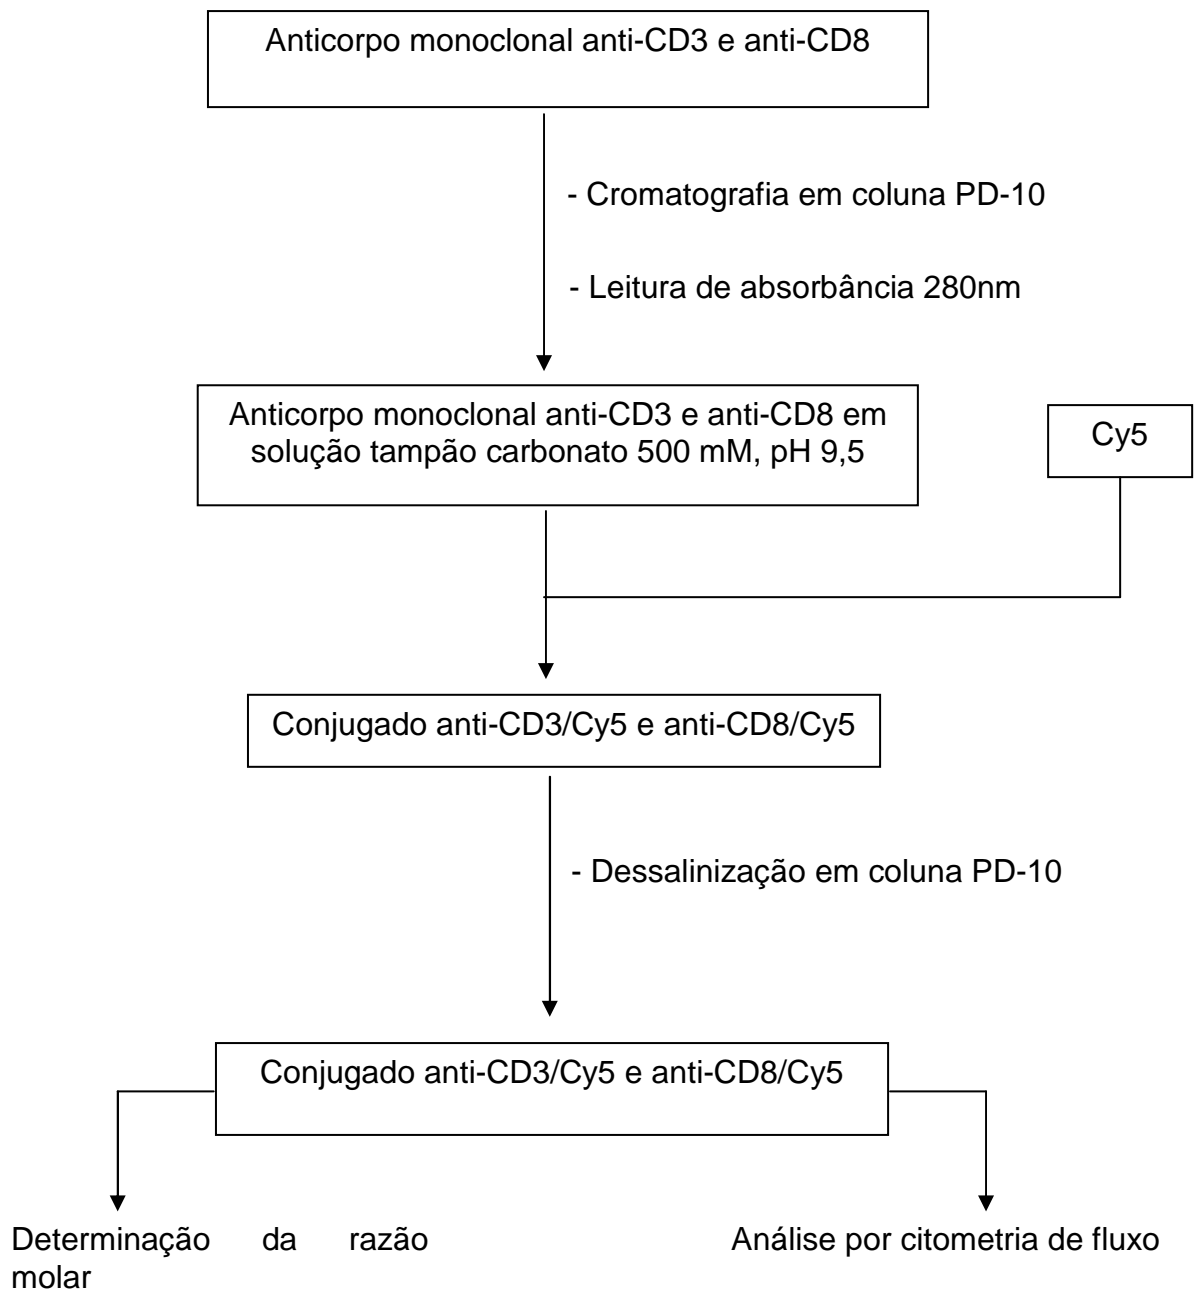 Anticorpo monoclonal anti-CD3 e anti-CD8
- Cromatografia em coluna PD-10
- Leitura de absorbância 280nm
Anticorpo monoclonal anti-CD3 e anti-CD8 em
solução tampão carbonato 500 mM, pH 9,5
Cy5
Conjugado anti-CD3/Cy5 e anti-CD8/Cy5
- Dessalinização em coluna PD-10
Conjugado anti-CD3/Cy5 e anti-CD8/Cy5
Determinação da razão
molar
Análise por citometria de fluxo